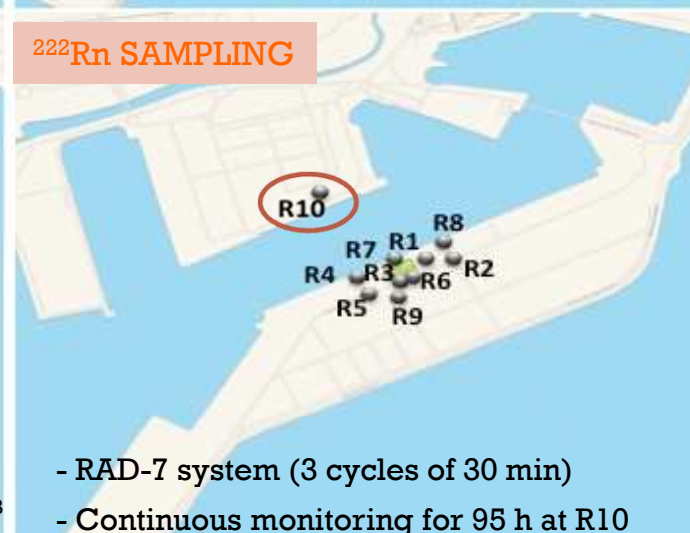 ²²²Rn SAMPLING
R10
R8
R7 R1
R4 R3 R6 R2
R5 R9
- RAD-7 system (3 cycles of 30 min)
- Continuous monitoring for 95 h at R10